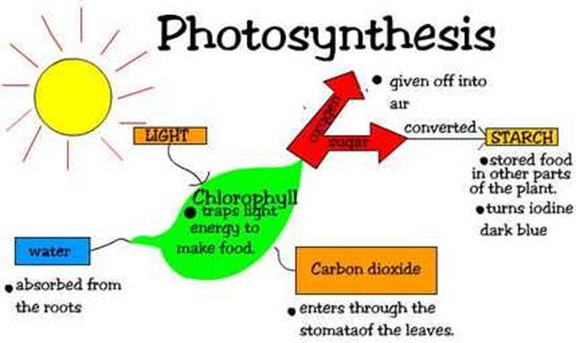 Photosynthesis
• given off into
air
oxygen
sugar
converted
STARCH
• stored food
in other parts
of the plant.
• turns iodine
dark blue
LIGHT
Chlorophyll
• traps light
energy to
make food.
water
• absorbed from
the roots
Carbon dioxide
• enters through the
stomataof the leaves.